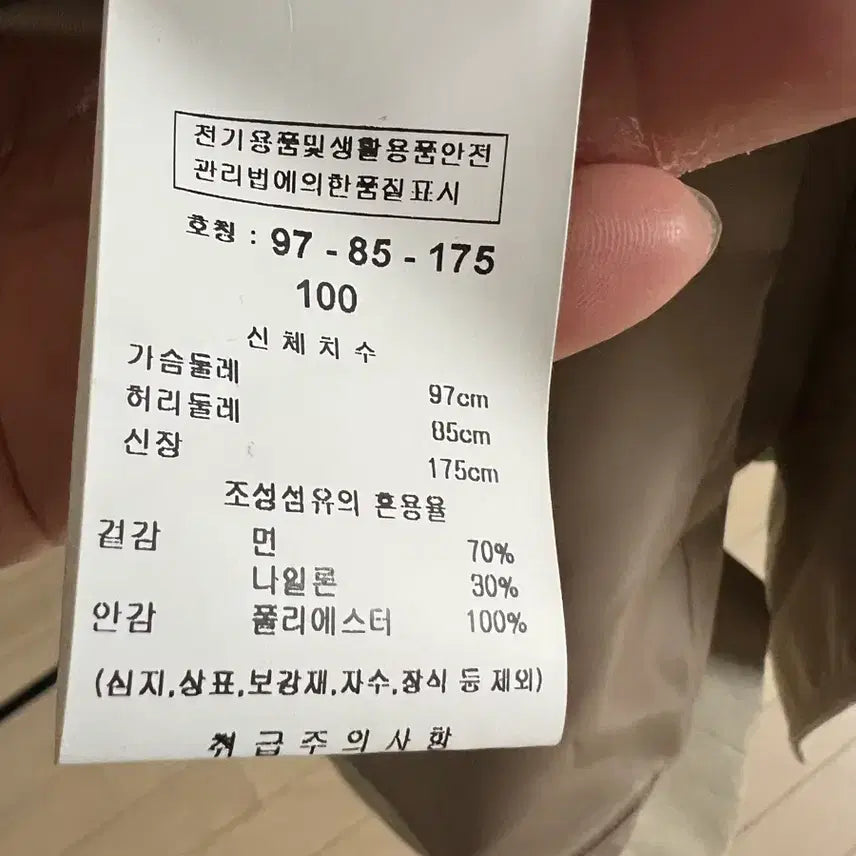 전기용품및생활용품안전
관리법에의한품질표시
호칭 : 97 - 85 - 175
100
신체치수
가슴둘레 97cm
허리둘레 85cm
신장 175cm
조성섬유의 혼용율
겉감 면 70%
나일론 30%
안감 폴리에스터 100%
(심지,상표,보강재,자수,장식 등 제외)
취급주의사항